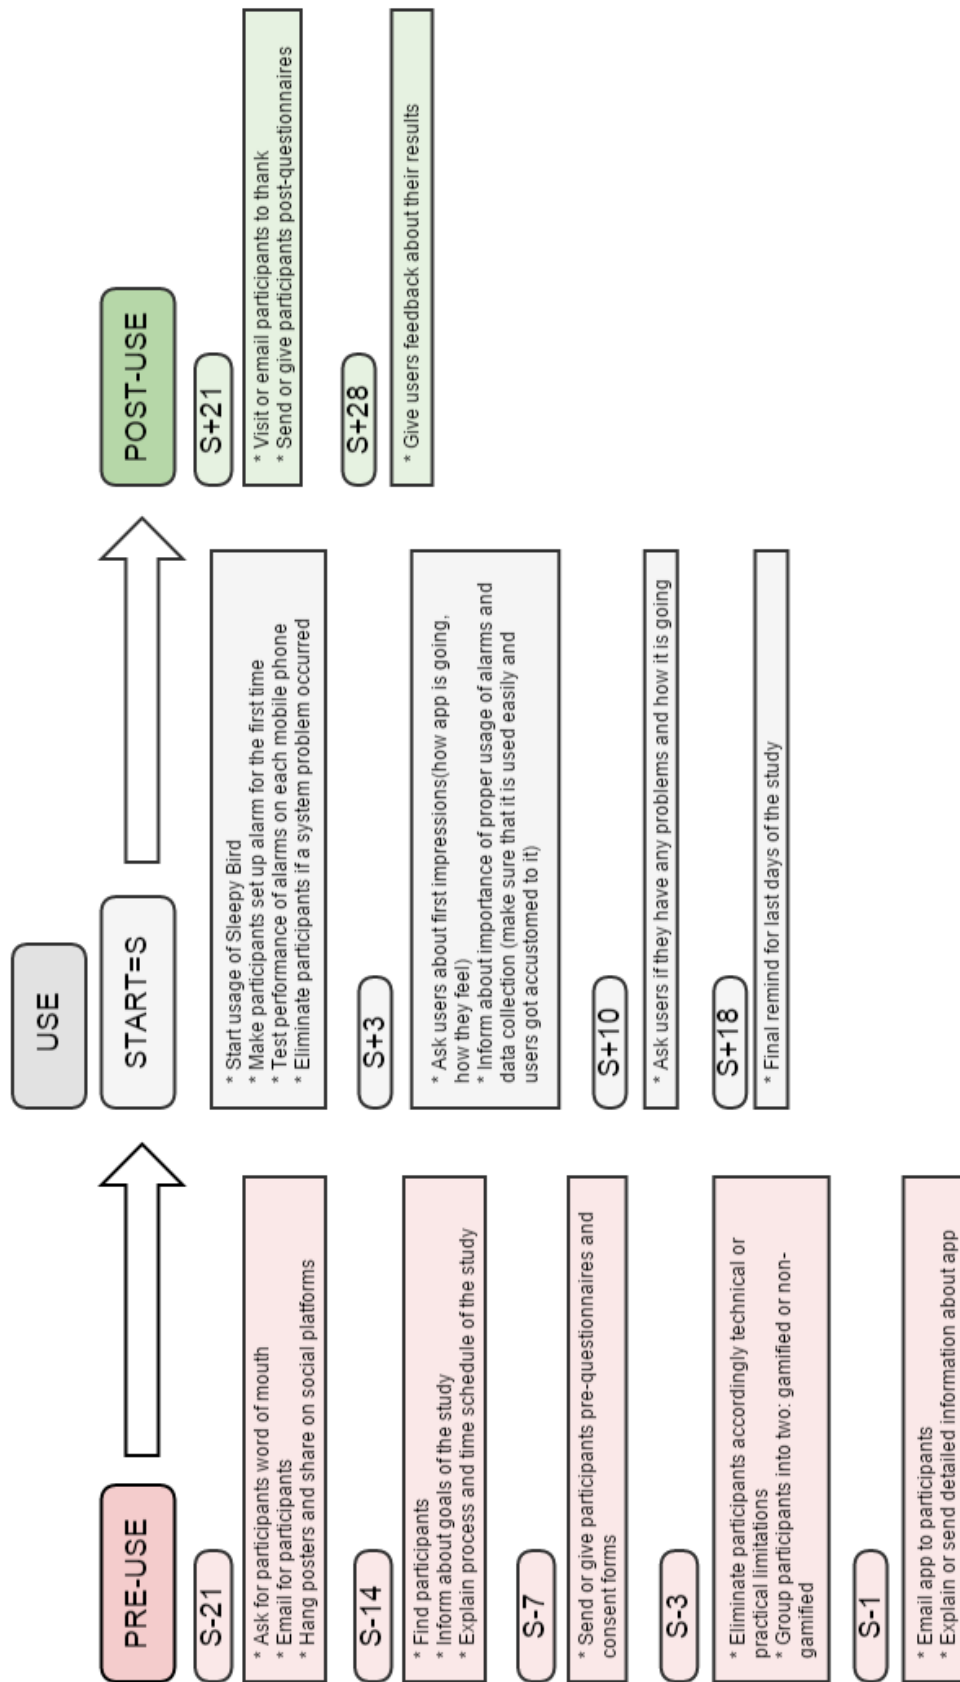 USE
PRE-USE
START=S
POST-USE
S-21
* Ask for participants word of mouth
* Email for participants
* Hang posters and share on social platforms
S-14
* Find participants
* Inform about goals of the study
* Explain process and time schedule of the study
S-7
* Send or give participants pre-questionnaires and
consent forms
S-3
* Eliminate participants accordingly technical or
practical limitations
* Group participants into two: gamified or non-
gamified
S-1
* Email app to participants
* Explain or send detailed information about app
* Start usage of Sleepy Bird
* Make participants set up alarm for the first time
* Test performance of alarms on each mobile phone
* Eliminate participants if a system problem occurred
S+3
* Ask users about first impressions(how app is going,
how they feel)
* Inform about importance of proper usage of alarms and
data collection (make sure that it is used easily and
users got accustomed to it)
S+10
* Ask users if they have any problems and how it is going
S+18
* Final remind for last days of the study
S+21
* Visit or email participants to thank
* Send or give participants post-questionnaires
S+28
* Give users feedback about their results